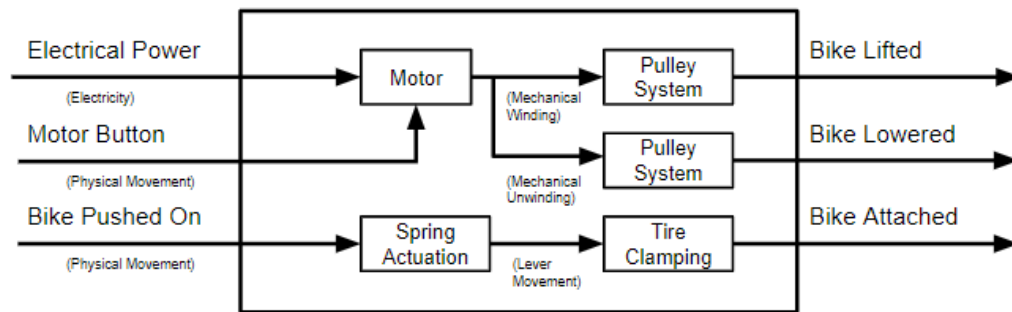 Electrical Power
(Electricity)
Motor Button
(Physical Movement)
Bike Pushed On
(Physical Movement)
Motor
(Mechanical
Winding)
Pulley
System
(Mechanical
Unwinding)
Pulley
System
Spring
Actuation
(Lever
Movement)
Tire
Clamping
Bike Lifted
Bike Lowered
Bike Attached